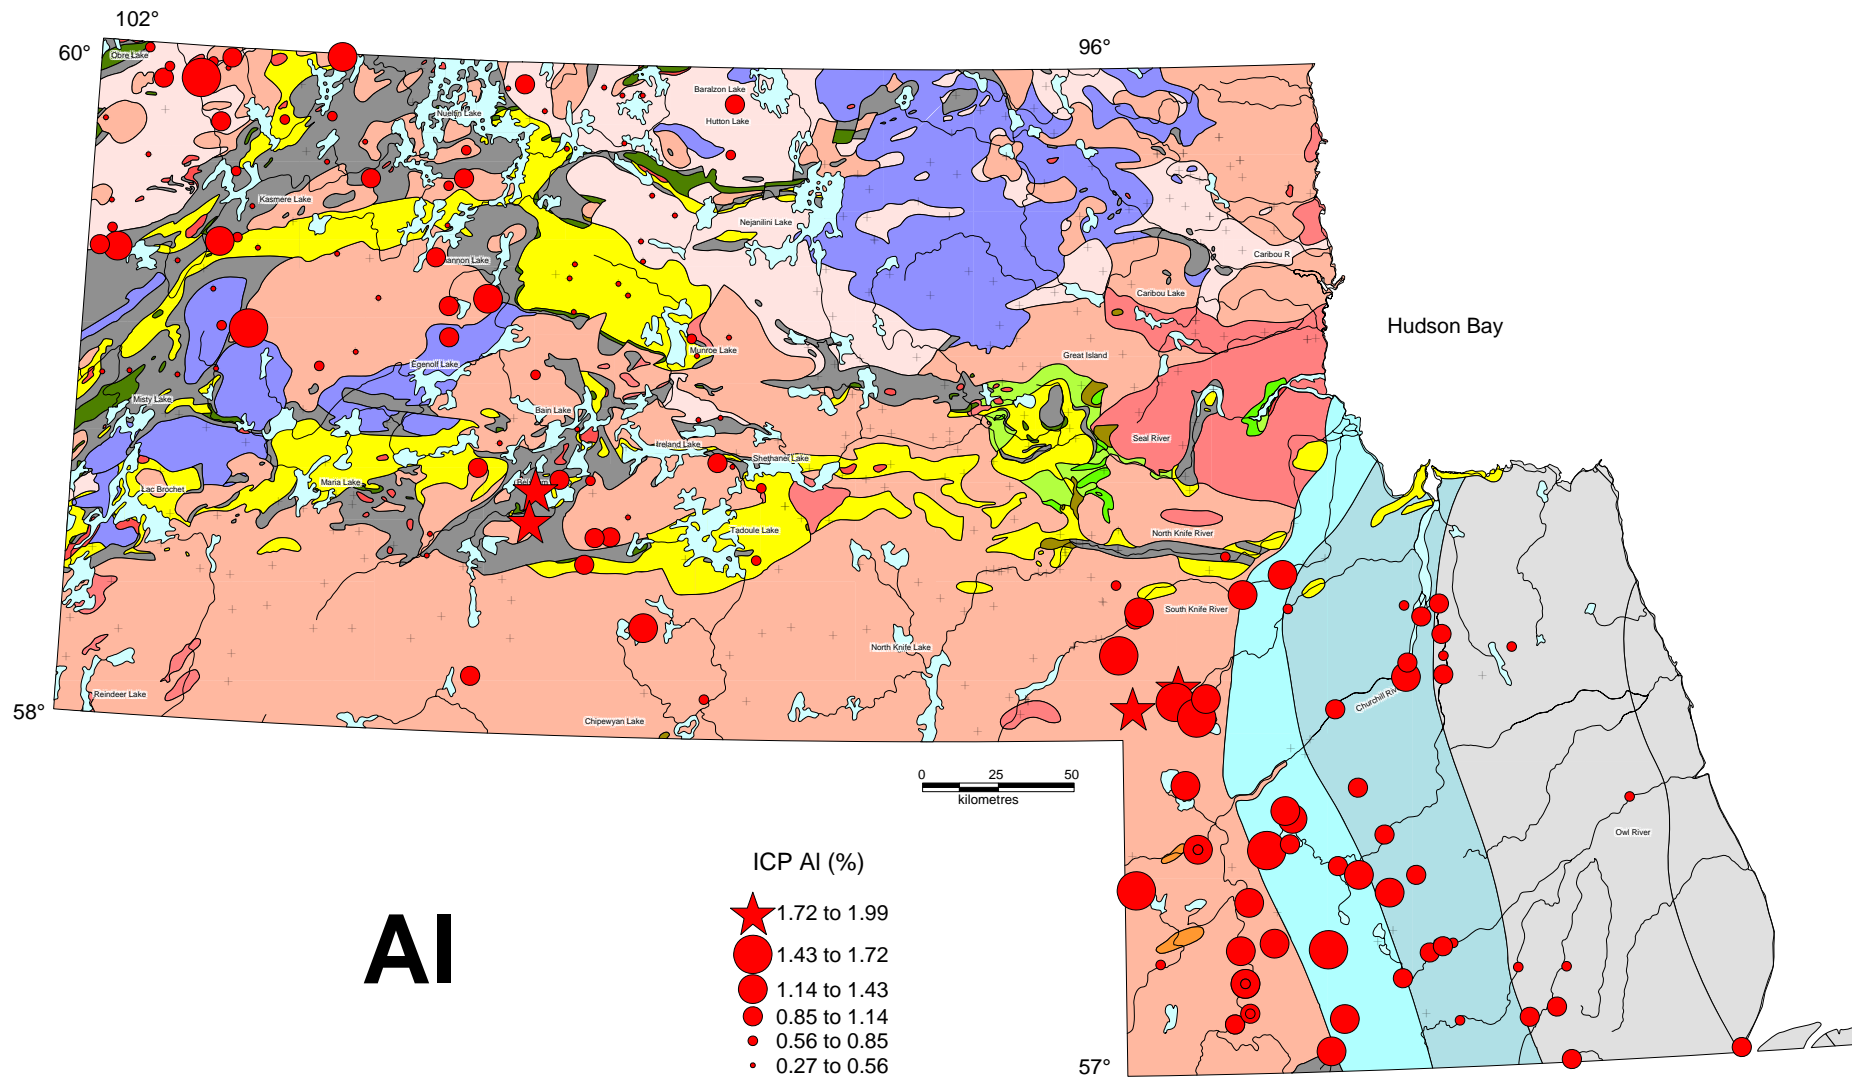 102°
60°
96°
Obre Lake
Baralzon Lake
Nueltin Lake
Hutton Lake
Kasmere Lake
Nejanilini Lake
Caribou R
Caribou Lake
Hudson Bay
Munroe Lake
Great Island
Egenolf Lake
Misty Lake
Bain Lake
Seal River
Ireland Lake
Shethanei Lake
Maria Lake
Lac Brochet
Tadoule Lake
North Knife River
South Knife River
North Knife Lake
Reindeer Lake
Churchill Riv
58°
Chipewyan Lake
0 25 50
kilometres
Owl River
ICP Al (%)
1.72 to 1.99
Al
1.43 to 1.72
1.14 to 1.43
0.85 to 1.14
0.56 to 0.85
0.27 to 0.56
57°